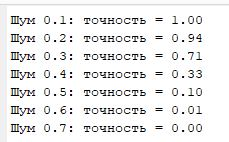 Шум 0.1: точность = 1.00
Шум 0.2: точность = 0.94
Шум 0.3: точность = 0.71
Шум 0.4: точность = 0.33
Шум 0.5: точность = 0.10
Шум 0.6: точность = 0.01
Шум 0.7: точность = 0.00